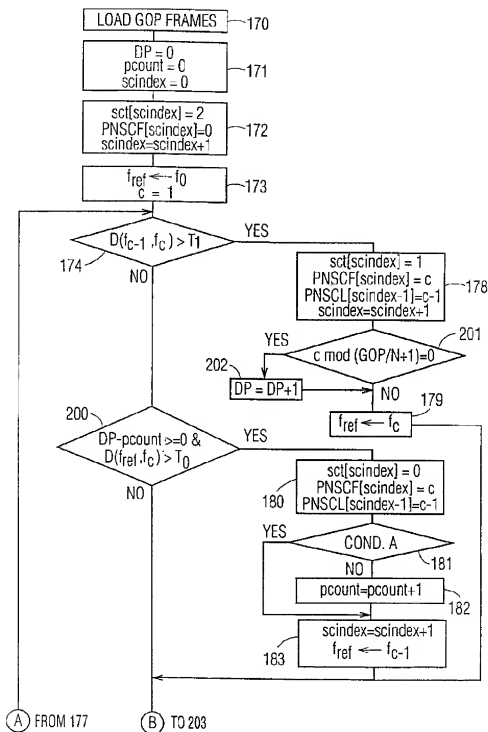 LOAD GOP FRAMES
170
DP = 0
pcount = 0
scindex = 0
171
sct[scindex] = 2
PNSCF[scindex]=0
scindex=scindex+1
172
fref ← f0
c = 1
173
D(fc-1 ,fc) > T1
174
YES
NO
sct[scindex] = 1
PNSCF[scindex] = c
PNSCL[scindex-1]=c-1
scindex=scindex+1
178
201
YES
c mod (GOP/N+1)=0
202
DP = DP+1
NO
179
fref ← fc
200
DP-pcount >=0 &
D(fref ,fc) > T0
YES
NO
sct[scindex] = 0
PNSCF[scindex] = c
PNSCL[scindex-1]=c-1
180
YES
COND. A
181
NO
pcount=pcount+1
182
scindex=scindex+1
fref ← fc-1
183
A FROM 177
B TO 203